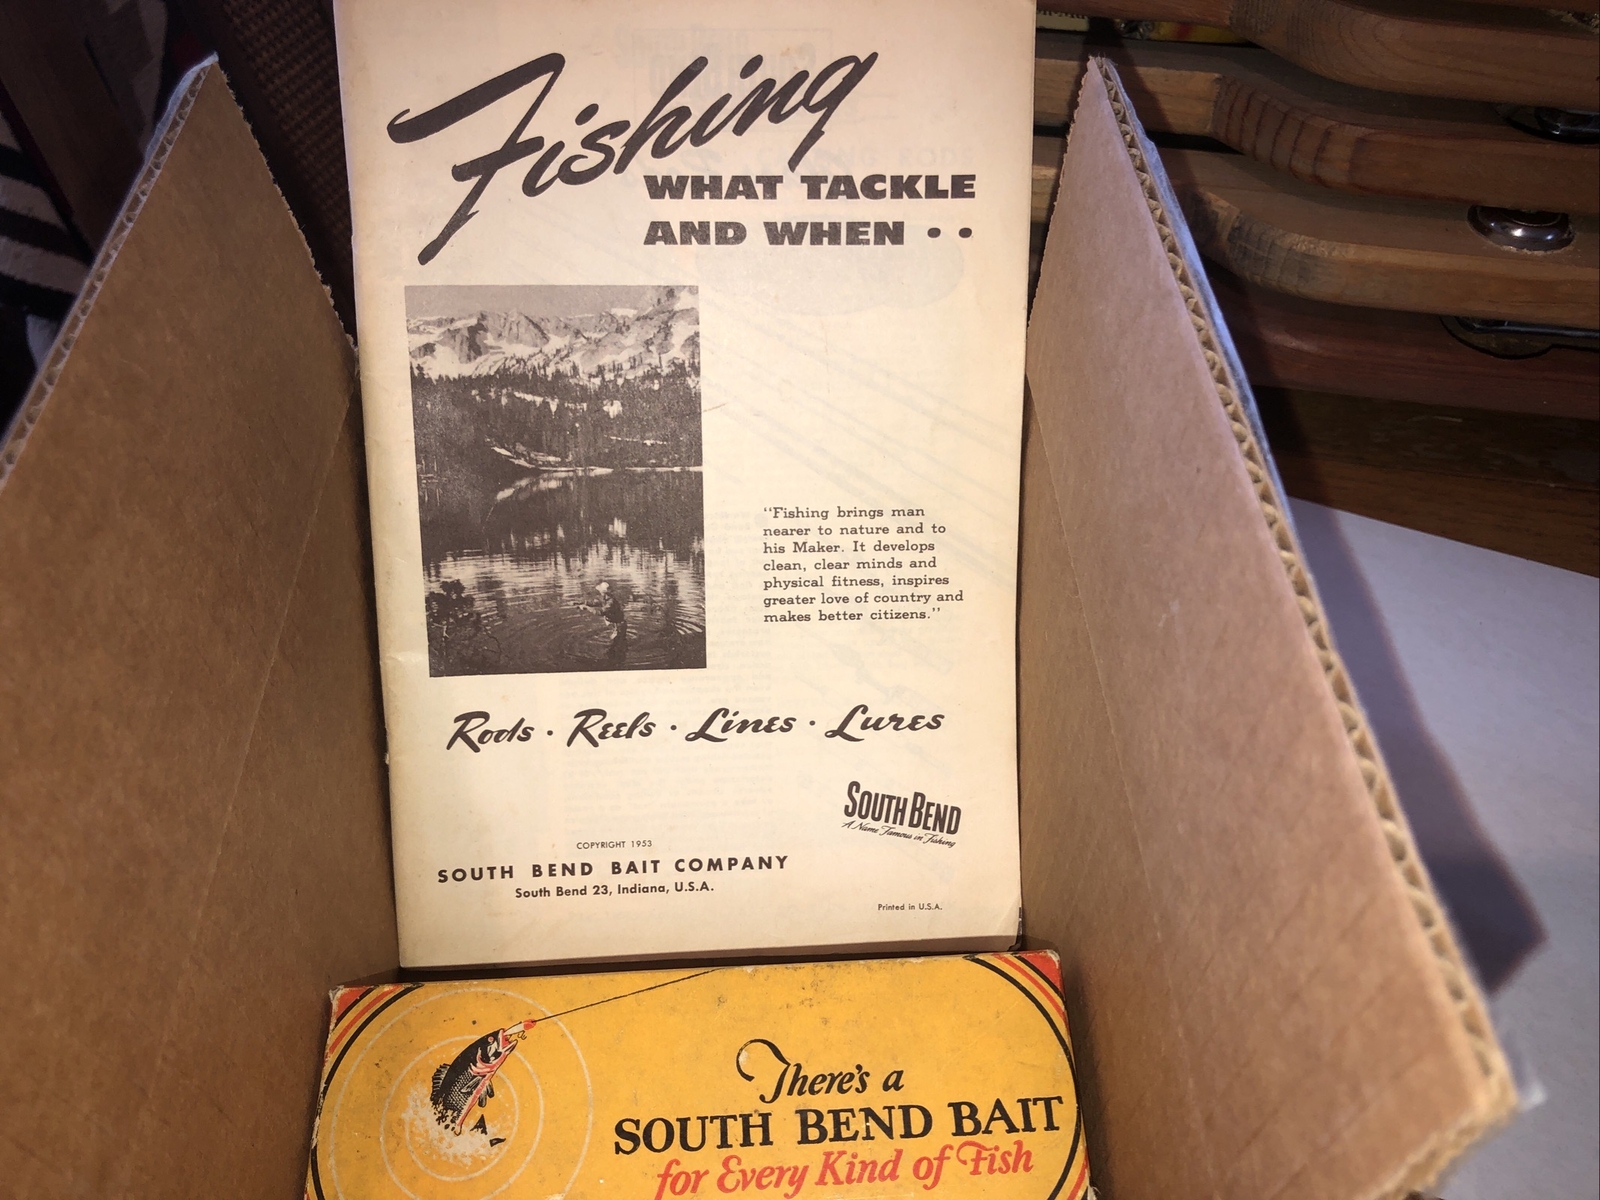 Fishing
WHAT TACKLE
AND WHEN • •
"Fishing brings man
nearer to nature and to
his Maker. It develops
clean, clear minds and
physical fitness, inspires
greater love of country and
makes better citizens."
Rods • Reels • Lines • Lures
SOUTH BEND
A Name Famous in Fishing
COPYRIGHT 1953
SOUTH BEND BAIT COMPANY
South Bend 23, Indiana, U.S.A.
Printed in U.S.A.
There's a
SOUTH BEND BAIT
for Every Kind of Fish